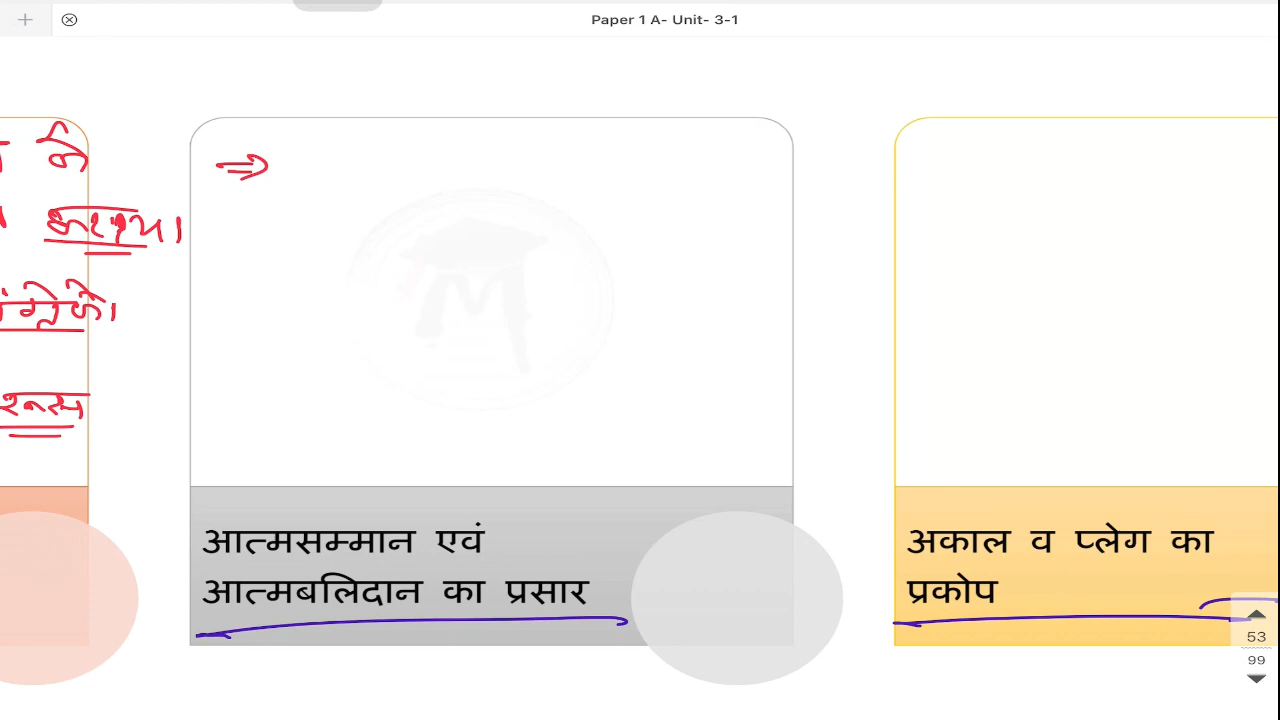 Paper 1 A- Unit- 3-1
के
आत्मसम्मान एवं
आत्मबलिदान का प्रसार
अकाल व प्लेग का
प्रकोप
53
99